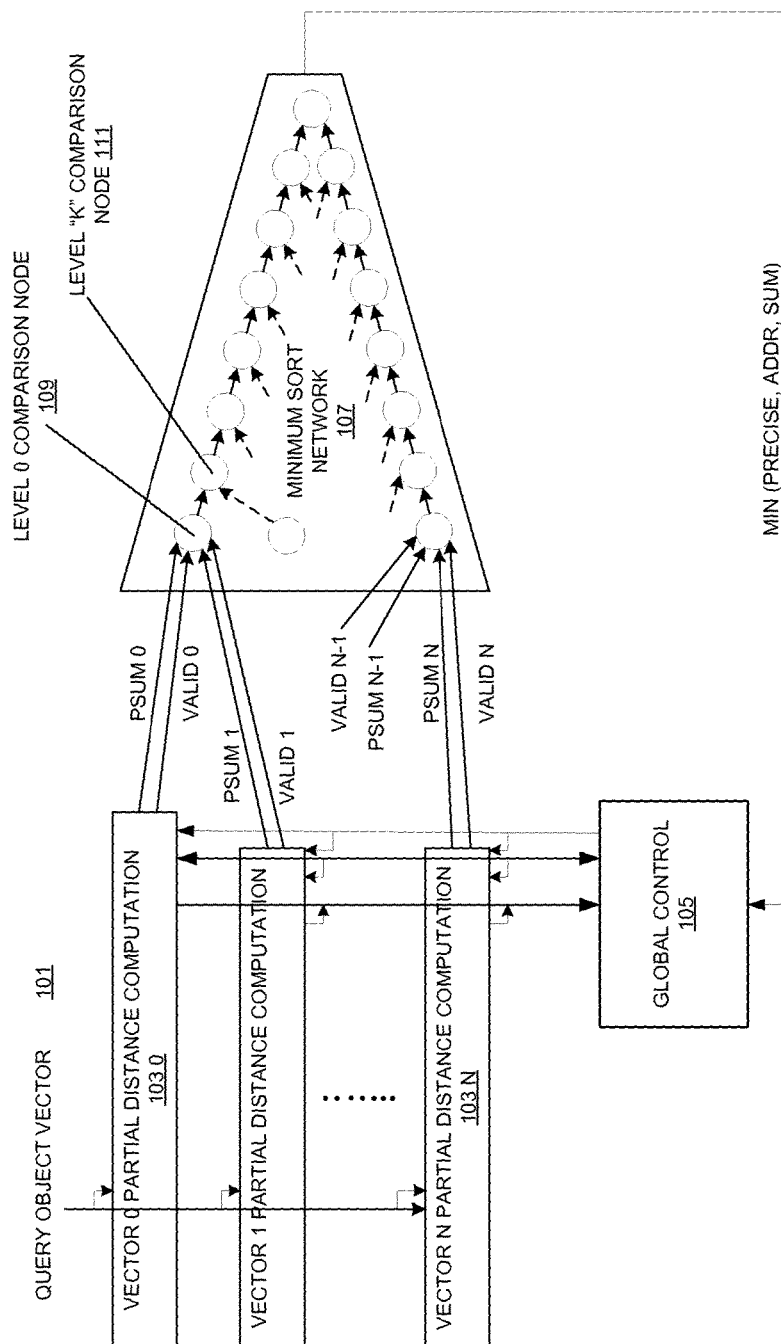 QUERY OBJECT VECTOR
101
VECTOR 0 PARTIAL DISTANCE COMPUTATION
103 0
VECTOR 1 PARTIAL DISTANCE COMPUTATION
VECTOR N PARTIAL DISTANCE COMPUTATION
103 N
GLOBAL CONTROL
105
PSUM 0
VALID 0
PSUM 1
VALID 1
VALID N-1
PSUM N-1
PSUM N
VALID N
LEVEL 0 COMPARISON NODE
109
LEVEL "K" COMPARISON
NODE 111
MINIMUM SORT
NETWORK
107
MIN (PRECISE, ADDR, SUM)